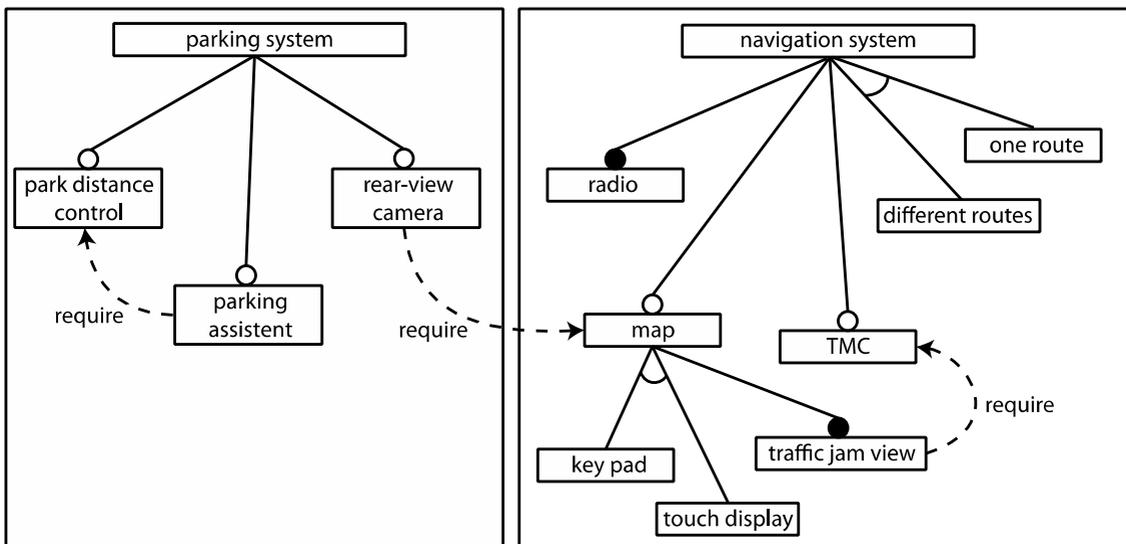 parking system
park distance
control
rear-view
camera
parking
assistent
require
require
navigation system
one route
radio
different routes
map
TMC
require
key pad
traffic jam view
touch display